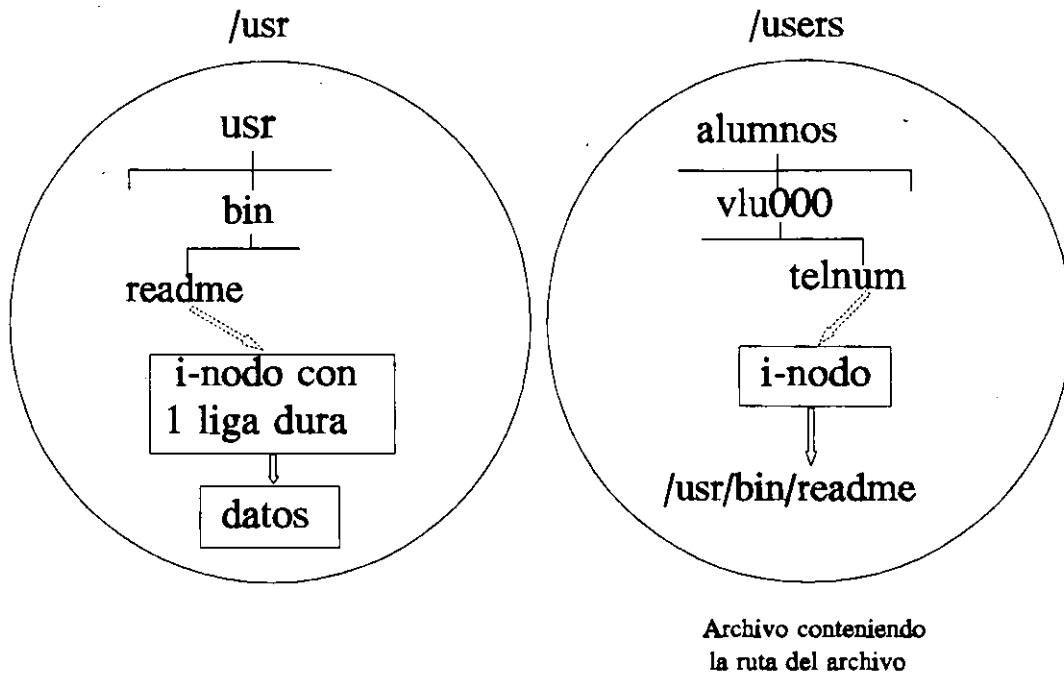 /usr
usr
bin
readme
i-nodo con
1 liga dura
datos
/users
alumnos
vlu000
telnum
i-nodo
/usr/bin/readme
Archivo conteniendo
la ruta del archivo